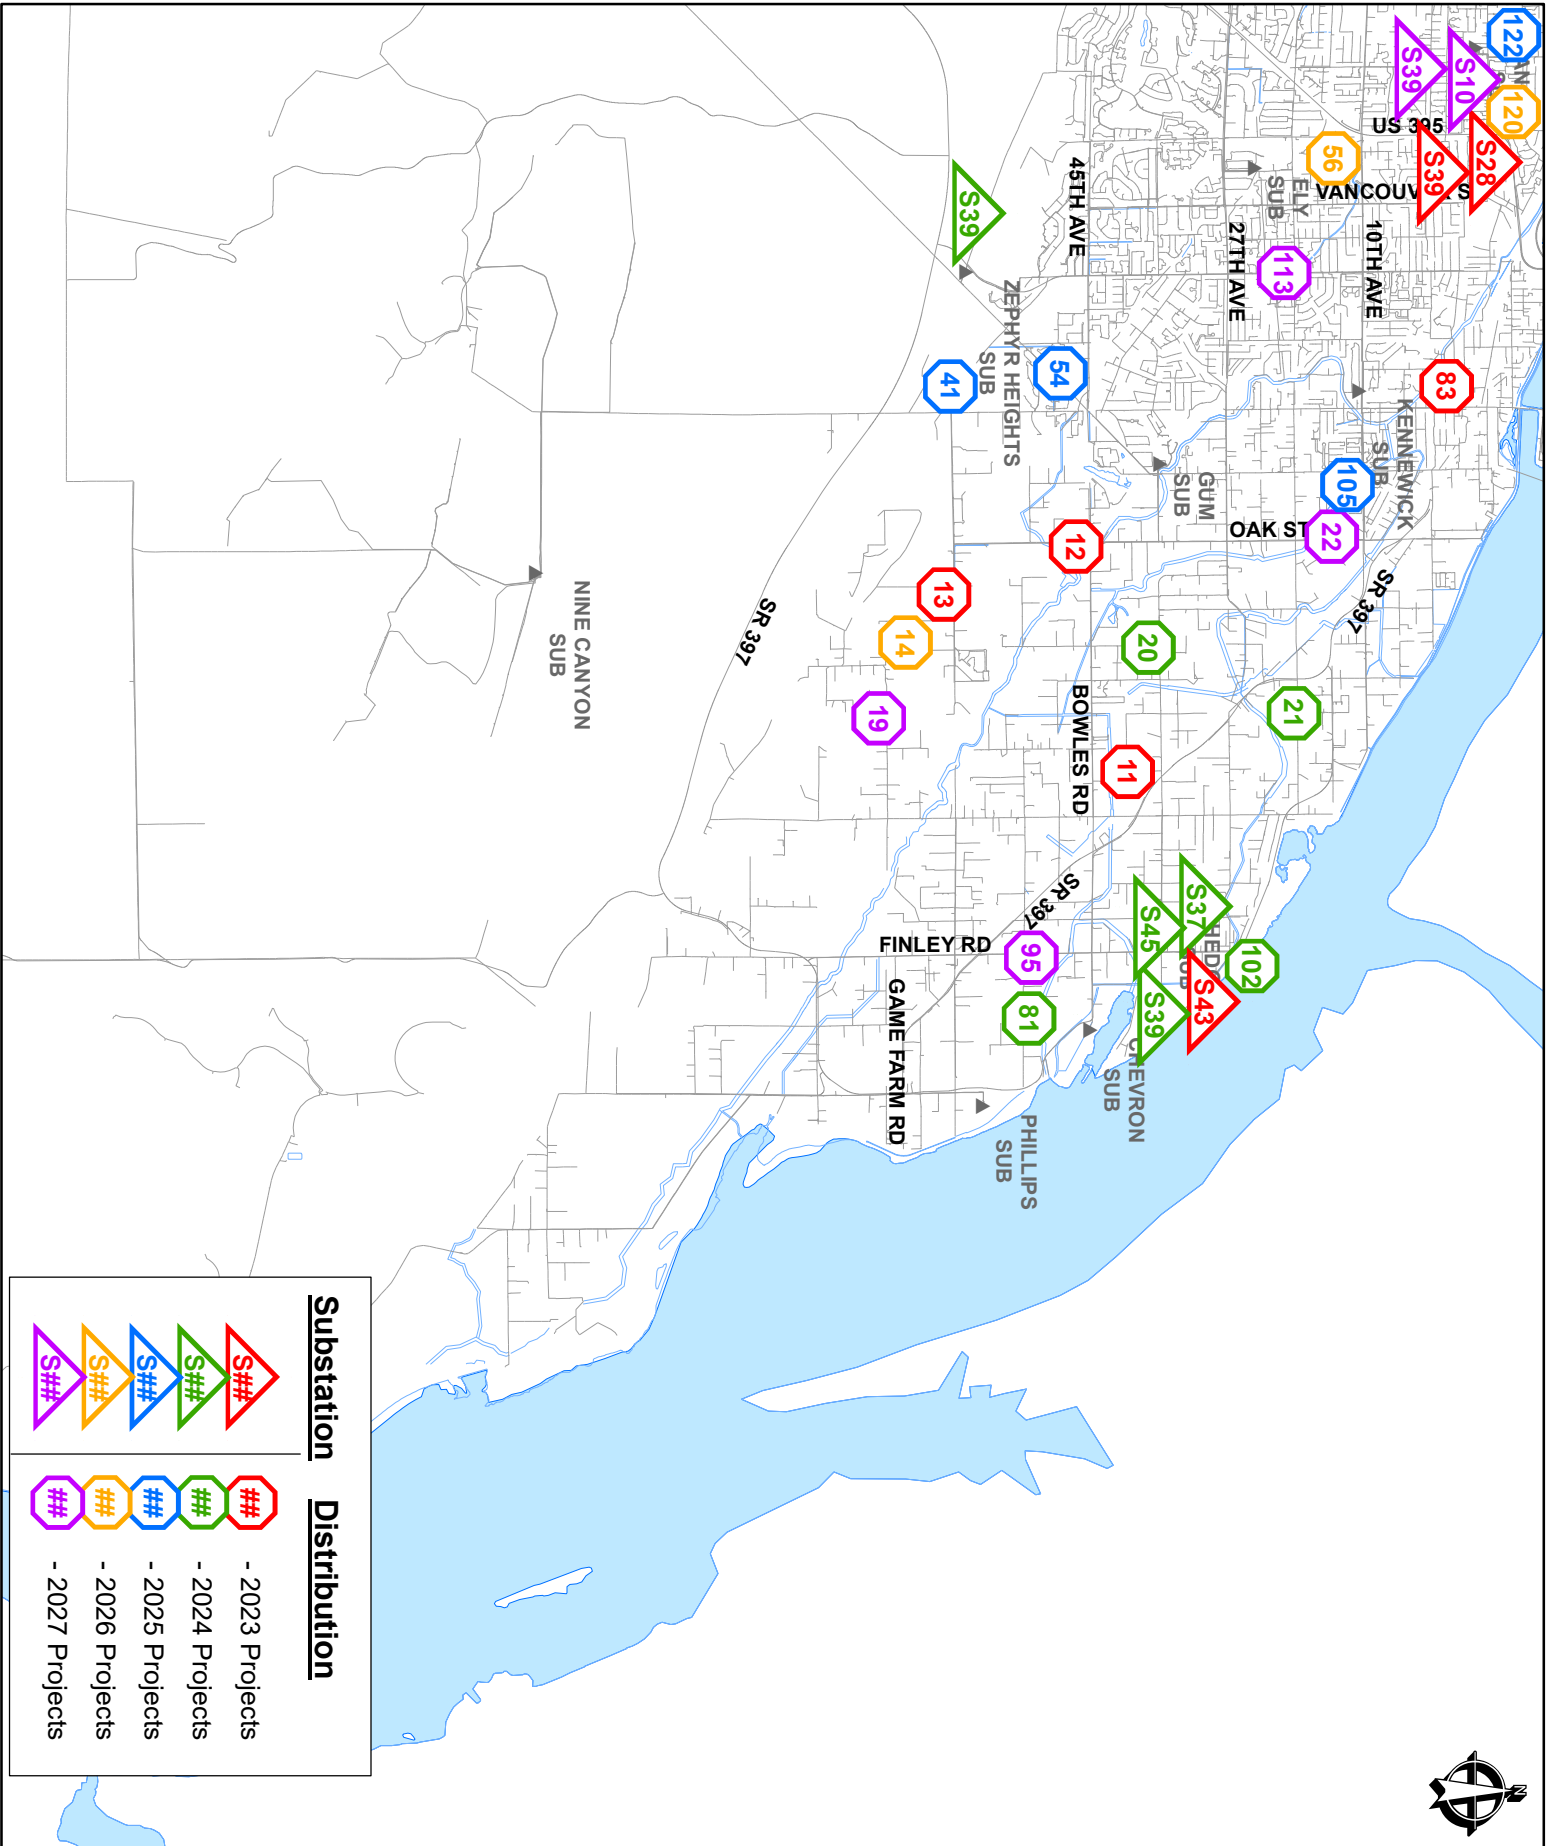 122
120
S10
S28
S39
US 395
S39
83
N
56
VANCOUV
10TH AVE
KENNEWICK
SUB
105
22
SR 397
ELY
SUB
113
21
102
27TH AVE
OAK ST
GUM
SUB
20
S37
S43
11
S45
S39
CHEVRON
SUB
45TH AVE
54
12
BOWLES RD
SR 397
95
81
PHILLIPS
SUB
ZEPHYR HEIGHTS
SUB
S39
41
13
FINLEY RD
14
19
GAME FARM RD
SR 397
NINE CANYON
SUB
Substation Distribution
S## ## - 2023 Projects
S## ## - 2024 Projects
S## ## - 2025 Projects
S## ## - 2026 Projects
S## ## - 2027 Projects